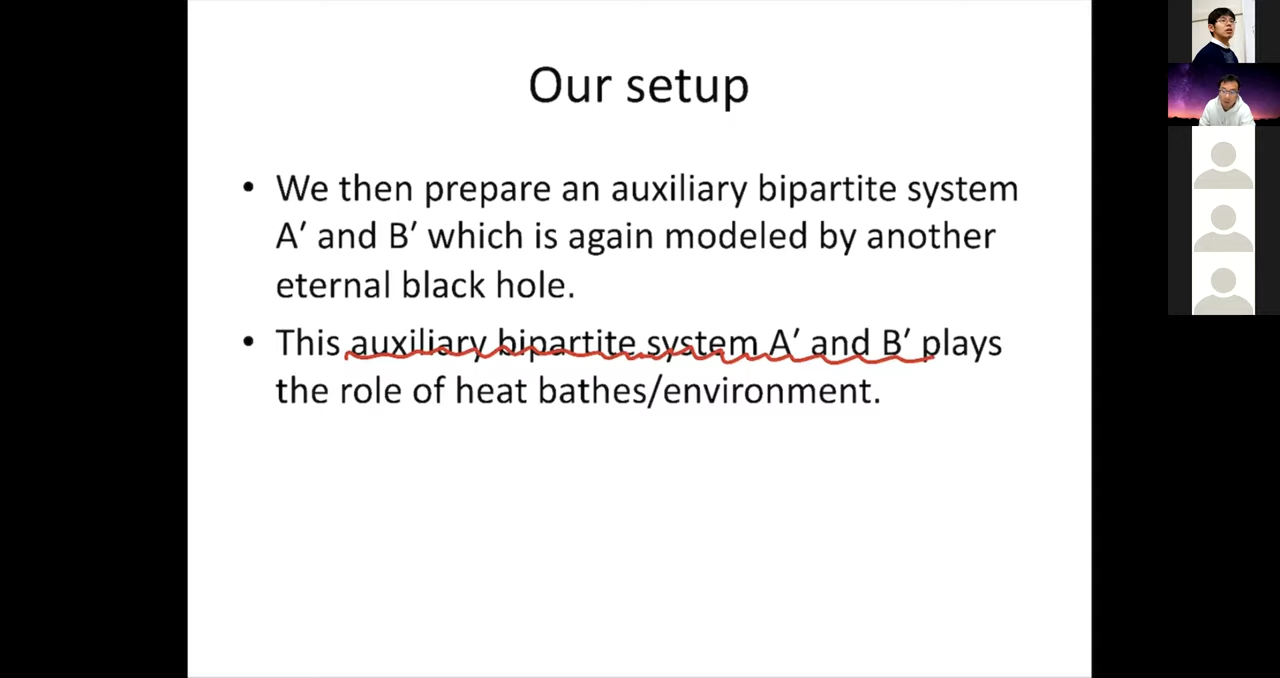 Our setup
• We then prepare an auxiliary bipartite system
A′ and B′ which is again modeled by another
eternal black hole.
• This auxiliary bipartite system A′ and B′ plays
the role of heat bathes/environment.